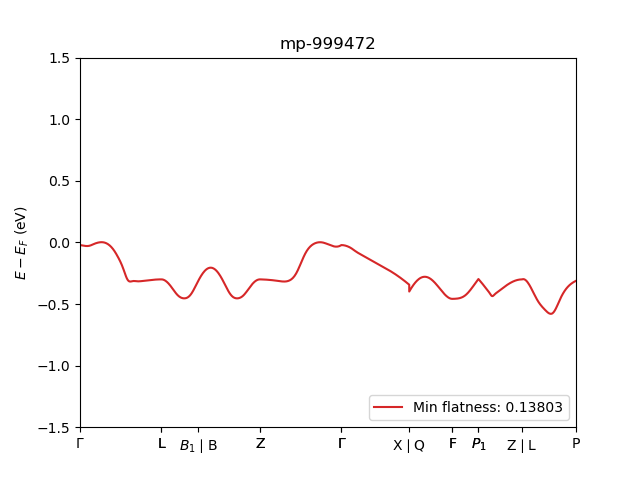 mp-999472
1.5
1.0
0.5
0.0
−0.5
−1.0
−1.5
E − E_F (eV)
Min flatness: 0.13803
Γ L B₁ | B Z Γ X | Q F P₁ Z | L P